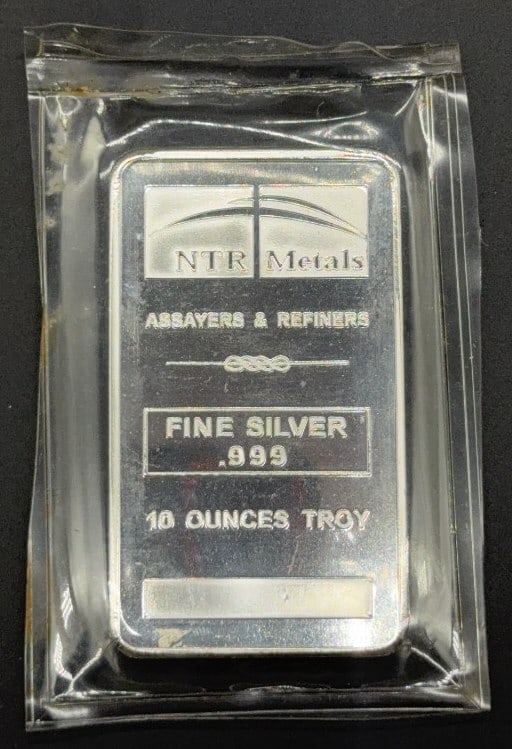 NTR Metals
ASSAYERS & REFINERS
FINE SILVER
.999
10 OUNCES TROY